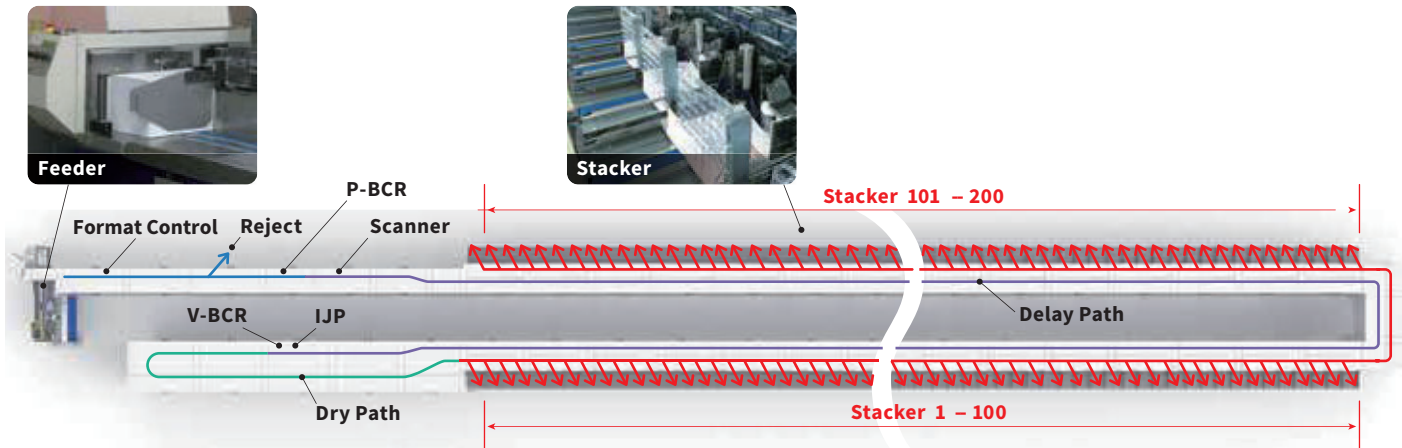 Feeder
Stacker
P-BCR
Stacker 101 – 200
Format Control
Reject
Scanner
V-BCR
IJP
Delay Path
Dry Path
Stacker 1 – 100